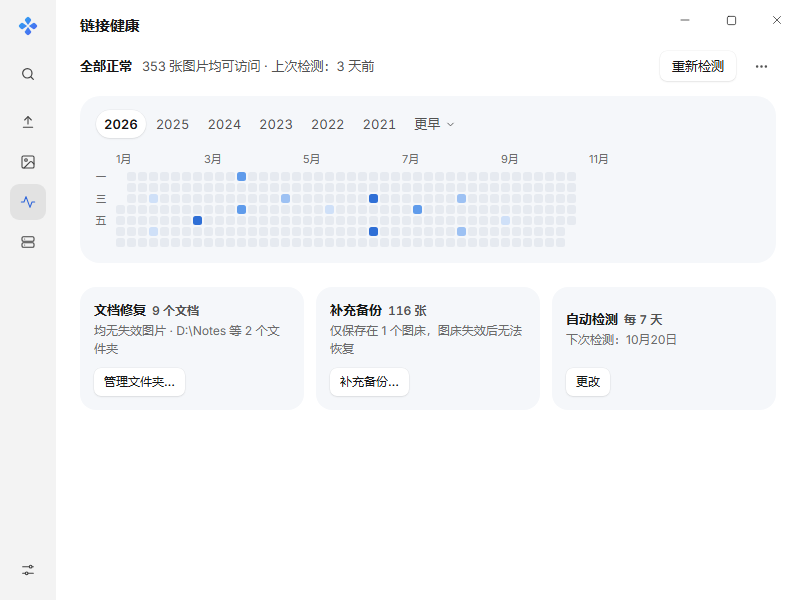 链接健康
全部正常 353 张图片均可访问 · 上次检测：3 天前
重新检测
2026 2025 2024 2023 2022 2021 更早
1月 3月 5月 7月 9月 11月
一
三
五
文档修复 9 个文档
均无失效图片 · D:\Notes 等 2 个文
件夹
管理文件夹...
补充备份 116 张
仅保存在 1 个图床，图床失效后无法
恢复
补充备份...
自动检测 每 7 天
下次检测：10月20日
更改